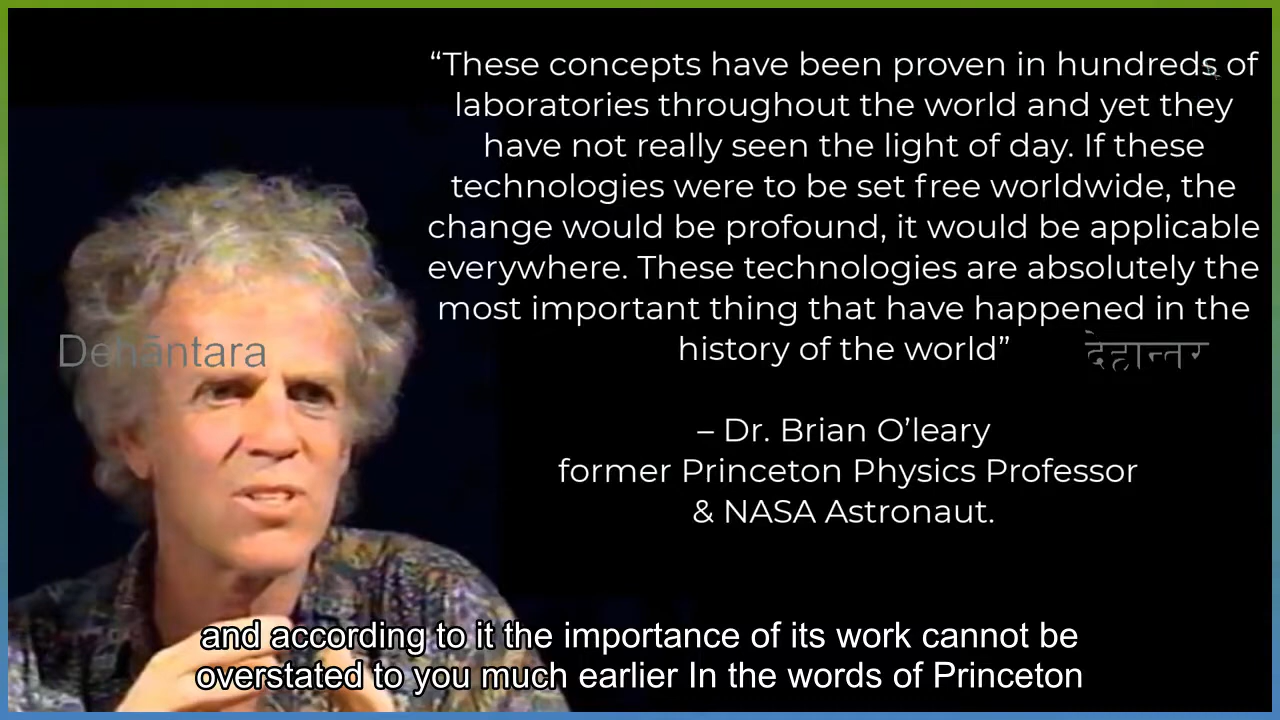 “These concepts have been proven in hundreds of
laboratories throughout the world and yet they
have not really seen the light of day. If these
technologies were to be set free worldwide, the
change would be profound, it would be applicable
everywhere. These technologies are absolutely the
most important thing that have happened in the
history of the world”
Dehāntara
देहान्तर
– Dr. Brian O’leary
former Princeton Physics Professor
& NASA Astronaut.
and according to it the importance of its work cannot be
overstated to you much earlier In the words of Princeton